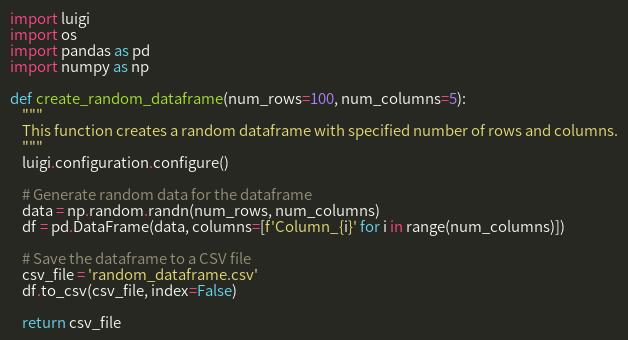 import luigi
import os
import pandas as pd
import numpy as np

def create_random_dataframe(num_rows=100, num_columns=5):
    """
    This function creates a random dataframe with specified number of rows and columns.
    """
    luigi.configuration.configure()

    # Generate random data for the dataframe
    data = np.random.randn(num_rows, num_columns)
    df = pd.DataFrame(data, columns=[f'Column_{i}' for i in range(num_columns)])

    # Save the dataframe to a CSV file
    csv_file = 'random_dataframe.csv'
    df.to_csv(csv_file, index=False)

    return csv_file